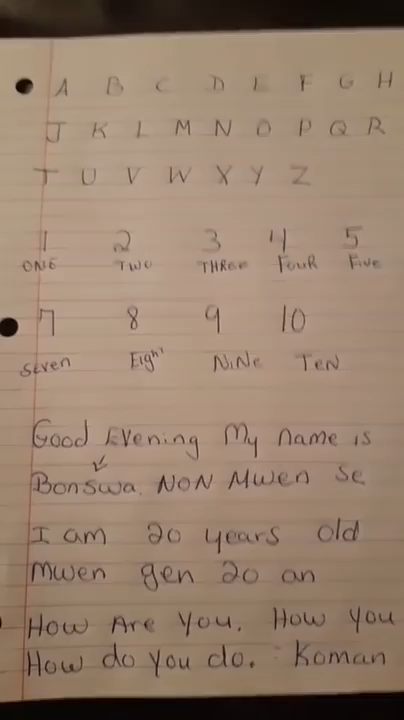 A B C D E F G H
J K L M N O P Q R
T U V W X Y Z
1 2 3 4 5
ONE TWO THREE FOUR FIVE
7 8 9 10
Seven Eight NINe TeN
Good Evening My name is
Bonswa. NON Mwen se
I am 20 years old
Mwen gen 20 an
How Are You. How you
How do you do. Koman